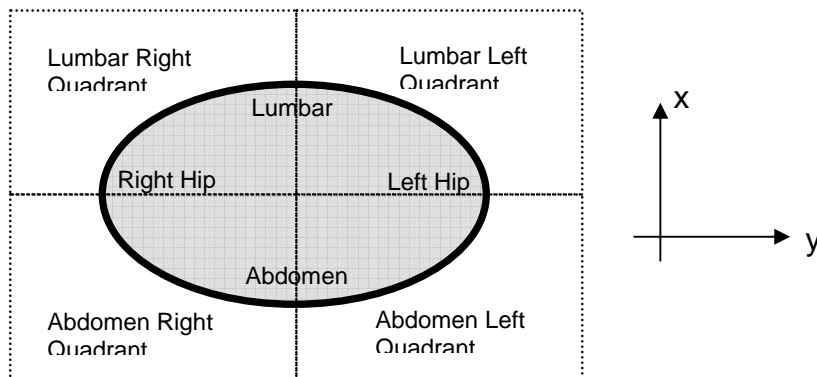 Lumbar Right
Quadrant
Lumbar Left
Quadrant
Lumbar
Right Hip
Left Hip
Abdomen
Abdomen Right
Quadrant
Abdomen Left
Quadrant
x
y